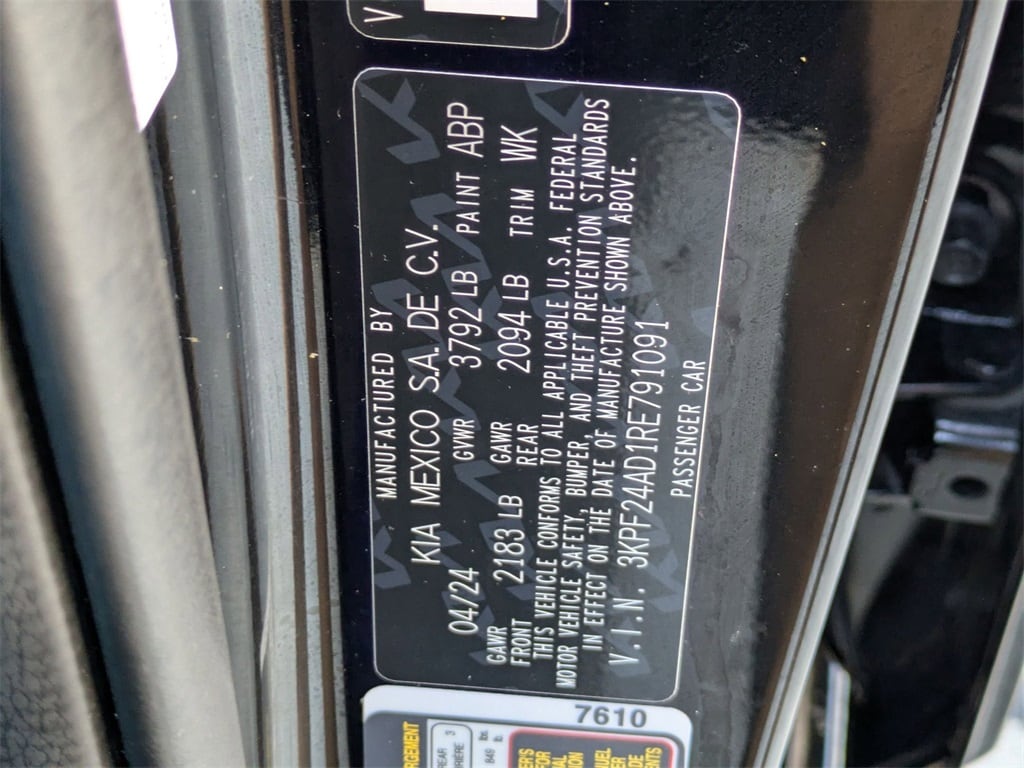 V
MANUFACTURED BY
KIA MEXICO S.A. DE C.V.
04/24 GVWR 3792 LB PAINT ABP
GAWR FRONT 2183 LB GAWR REAR 2094 LB TRIM WK
THIS VEHICLE CONFORMS TO ALL APPLICABLE U.S.A. FEDERAL
MOTOR VEHICLE SAFETY, BUMPER, AND THEFT PREVENTION STANDARDS
IN EFFECT ON THE DATE OF MANUFACTURE SHOWN ABOVE.
V.I.N. 3KPF24AD1RE791091
PASSENGER CAR
7610